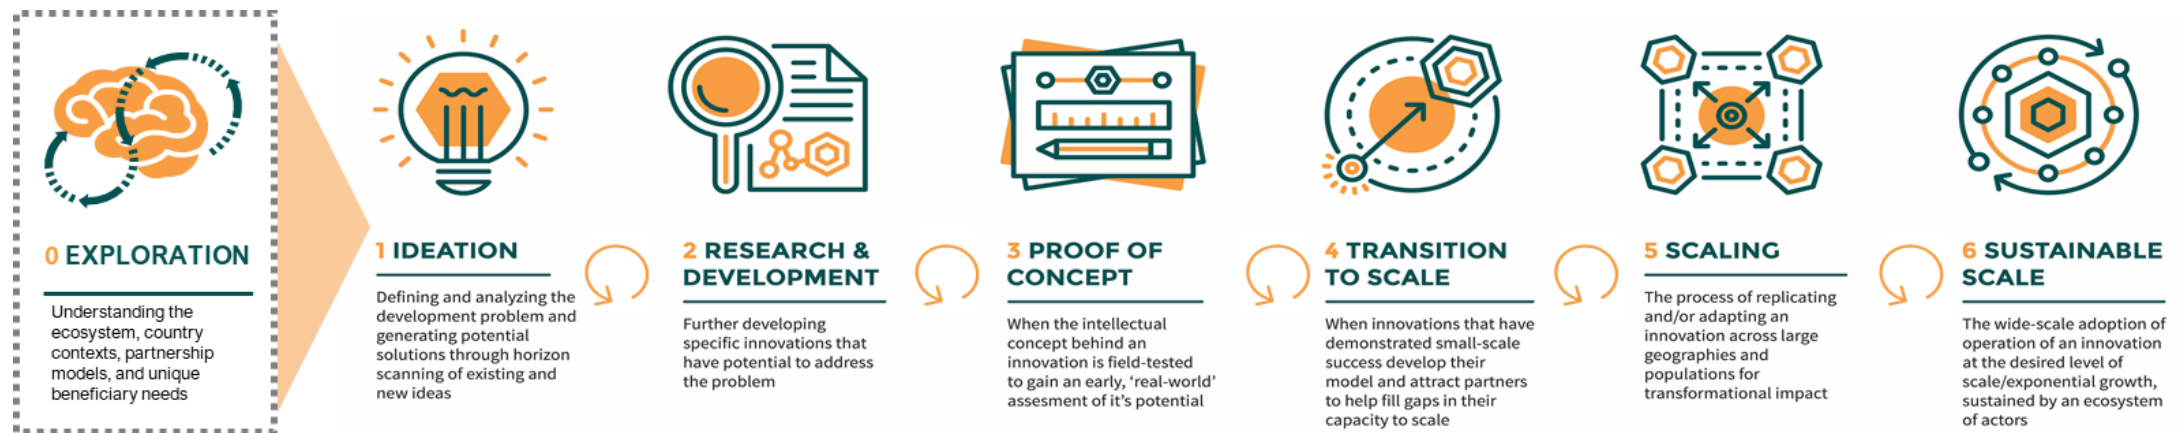 0 EXPLORATION
Understanding the
ecosystem, country
contexts, partnership
models, and unique
beneficiary needs
1 IDEATION
Defining and analyzing the
development problem and
generating potential
solutions through horizon
scanning of existing and
new ideas
2 RESEARCH &
DEVELOPMENT
Further developing
specific innovations that
have potential to address
the problem
3 PROOF OF
CONCEPT
When the intellectual
concept behind an
innovation is field-tested
to gain an early, ‘real-world’
assesment of it’s potential
4 TRANSITION
TO SCALE
When innovations that have
demonstrated small-scale
success develop their
model and attract partners
to help fill gaps in their
capacity to scale
5 SCALING
The process of replicating
and/or adapting an
innovation across large
geographies and
populations for
transformational impact
6 SUSTAINABLE
SCALE
The wide-scale adoption of
operation of an innovation
at the desired level of
scale/exponential growth,
sustained by an ecosystem
of actors